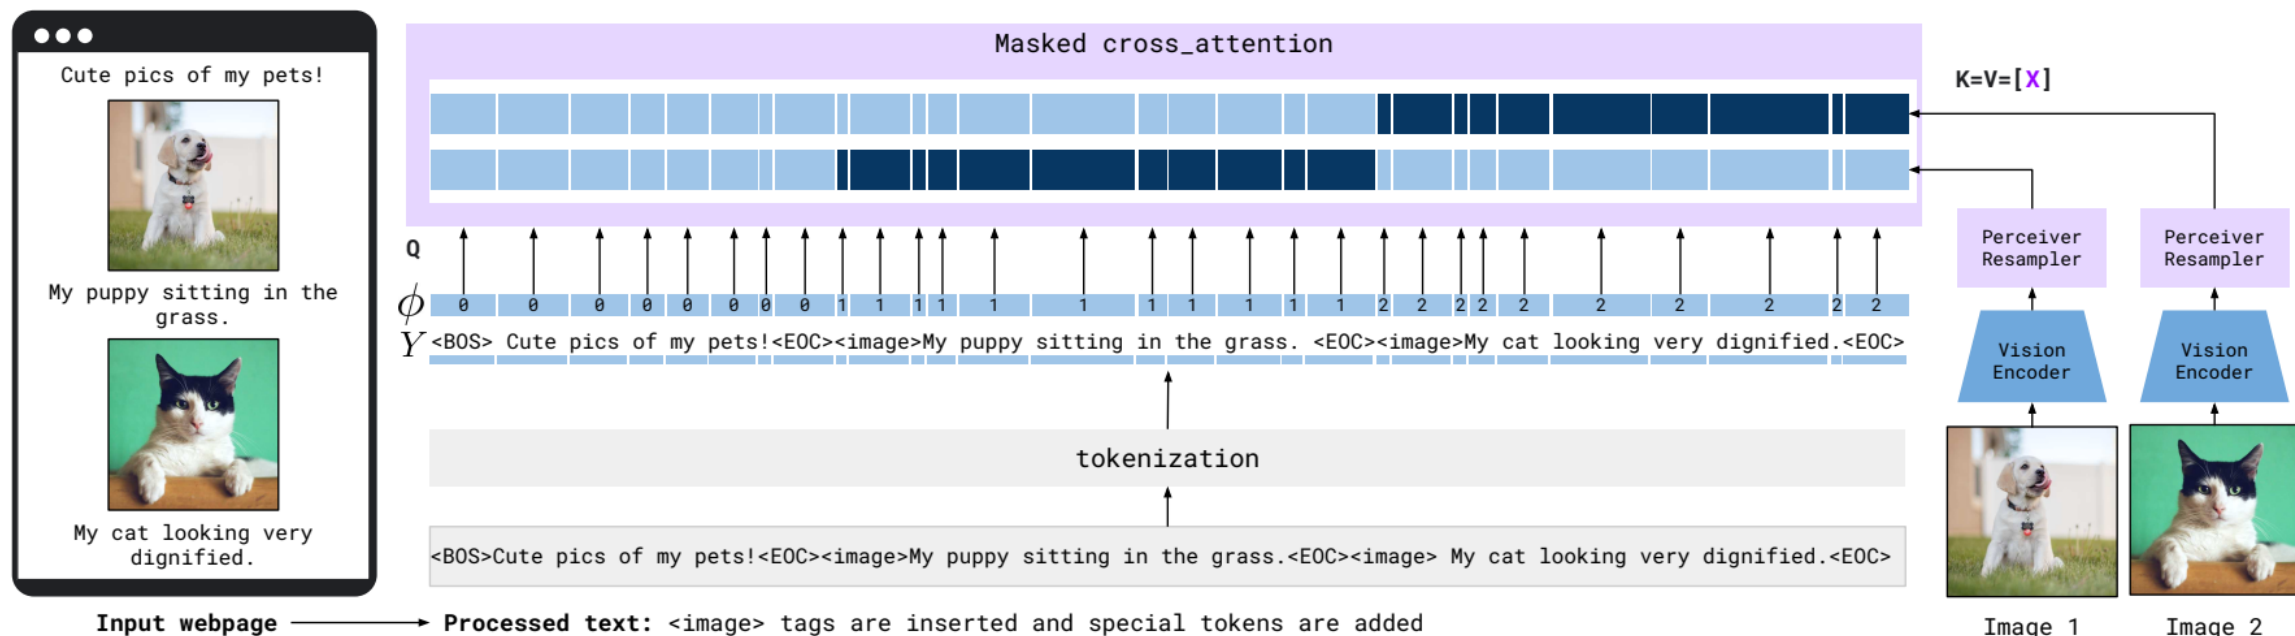 Cute pics of my pets!
My puppy sitting in the
grass.
My cat looking very
dignified.
Input webpage
Masked cross_attention
K=V=[X]
Q
ϕ 0 0 0 0 0 0 0 0 1 1 1 1 1 1 1 1 1 1 1 2 2 2 2 2 2 2 2 2 2
Y <BOS> Cute pics of my pets!<EOC><image>My puppy sitting in the grass. <EOC><image>My cat looking very dignified.<EOC>
tokenization
<BOS>Cute pics of my pets!<EOC><image>My puppy sitting in the grass.<EOC><image> My cat looking very dignified.<EOC>
Processed text: <image> tags are inserted and special tokens are added
Perceiver
Resampler
Vision
Encoder
Image 1
Perceiver
Resampler
Vision
Encoder
Image 2